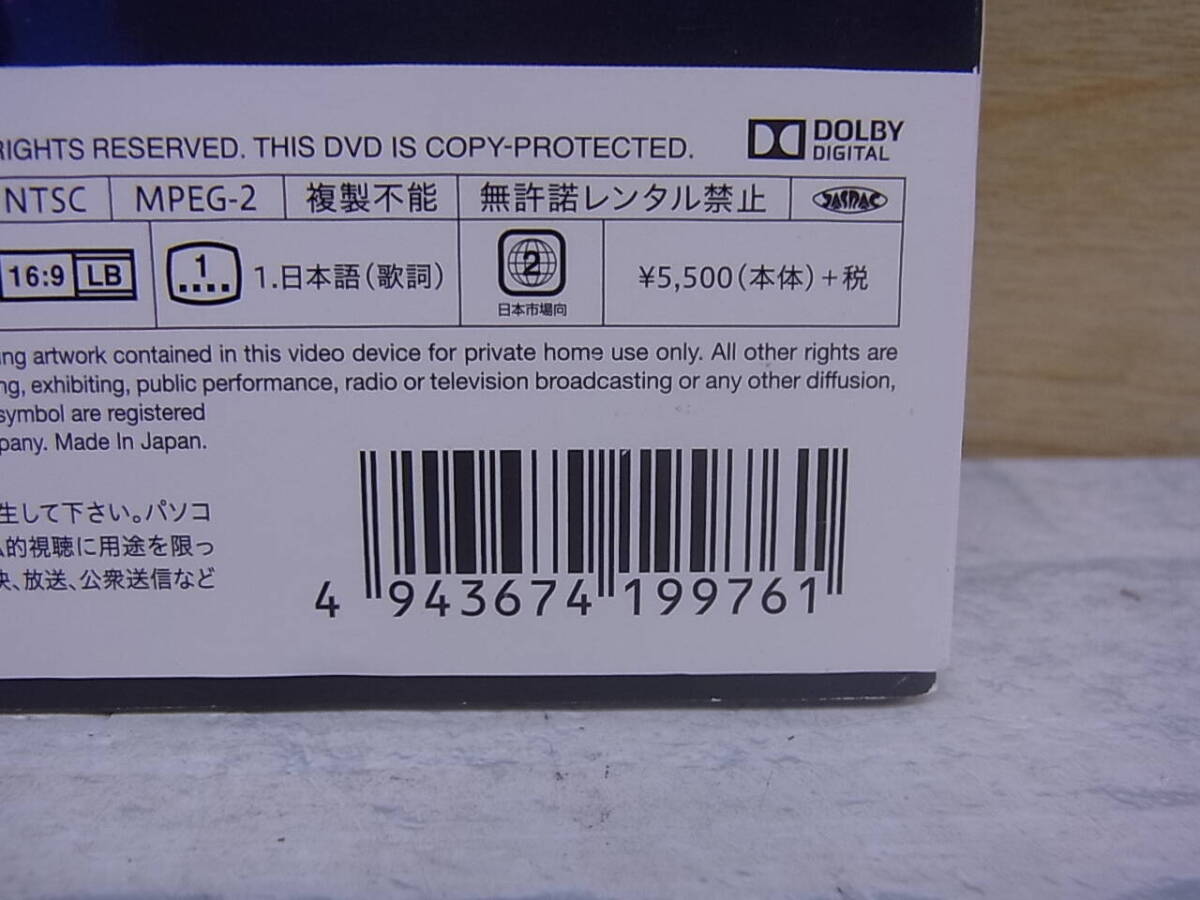 RIGHTS RESERVED. THIS DVD IS COPY-PROTECTED.
DOLBY
DIGITAL
NTSC MPEG-2 複製不能 無許諾レンタル禁止 JASRAC
16:9 LB 1 1.日本語(歌詞) 2 日本市場向 ¥5,500(本体)+税
artwork contained in this video device for private home use only. All other rights are
exhibiting, public performance, radio or television broadcasting or any other diffusion,
symbol are registered
Made In Japan.
生して下さい。パソコ
的視聴に用途を限っ
、放送、公衆送信など
4 943674 199761